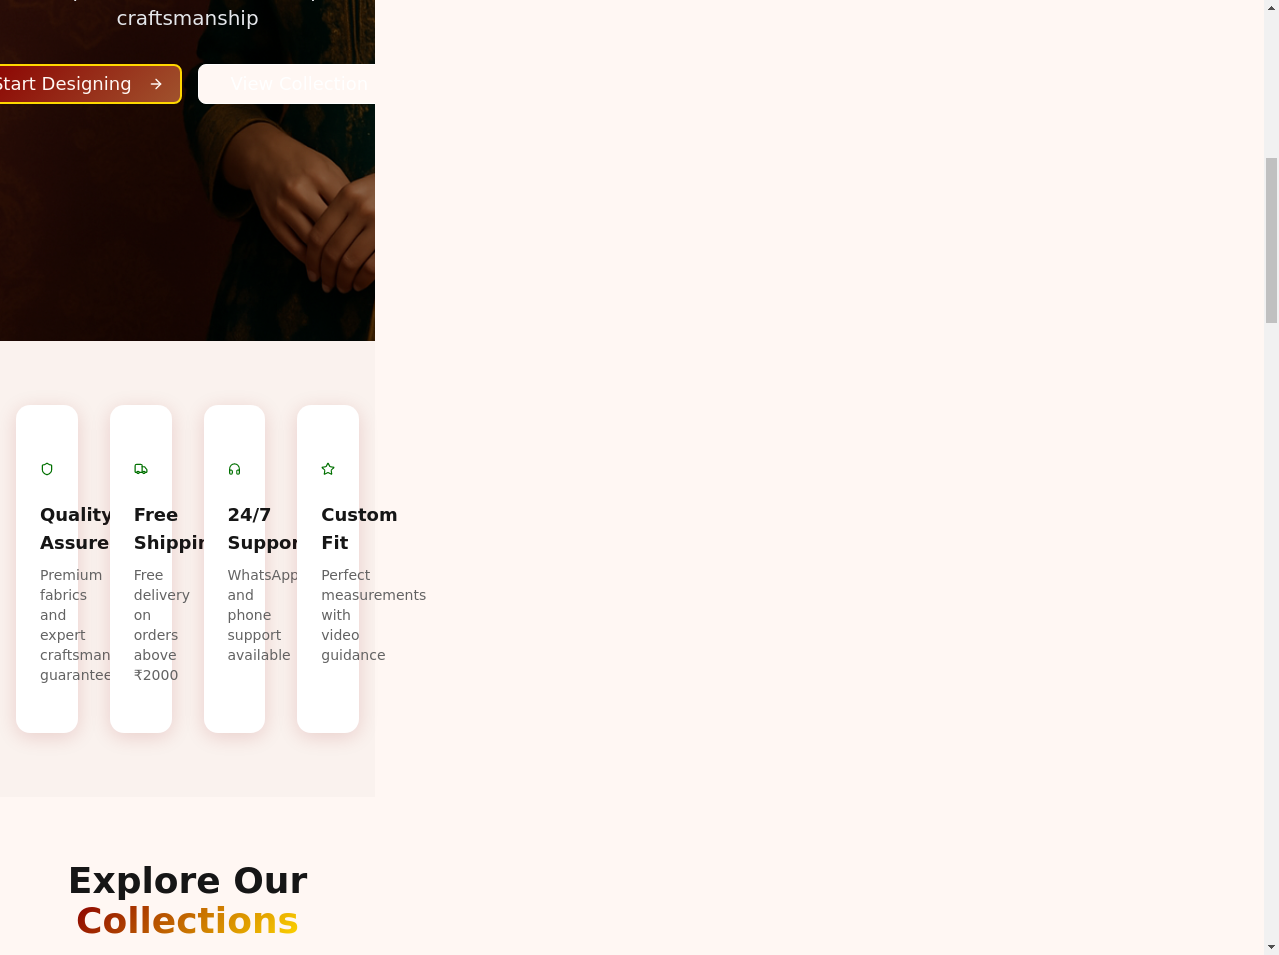 craftsmanship
Start Designing
View Collection
Quality
Assure
Premium
fabrics
and
expert
craftsman
guarantee
Free
Shippin
Free
delivery
on
orders
above
₹2000
24/7
Suppor
WhatsApp
and
phone
support
available
Custom
Fit
Perfect
measurements
with
video
guidance
Explore Our
Collections